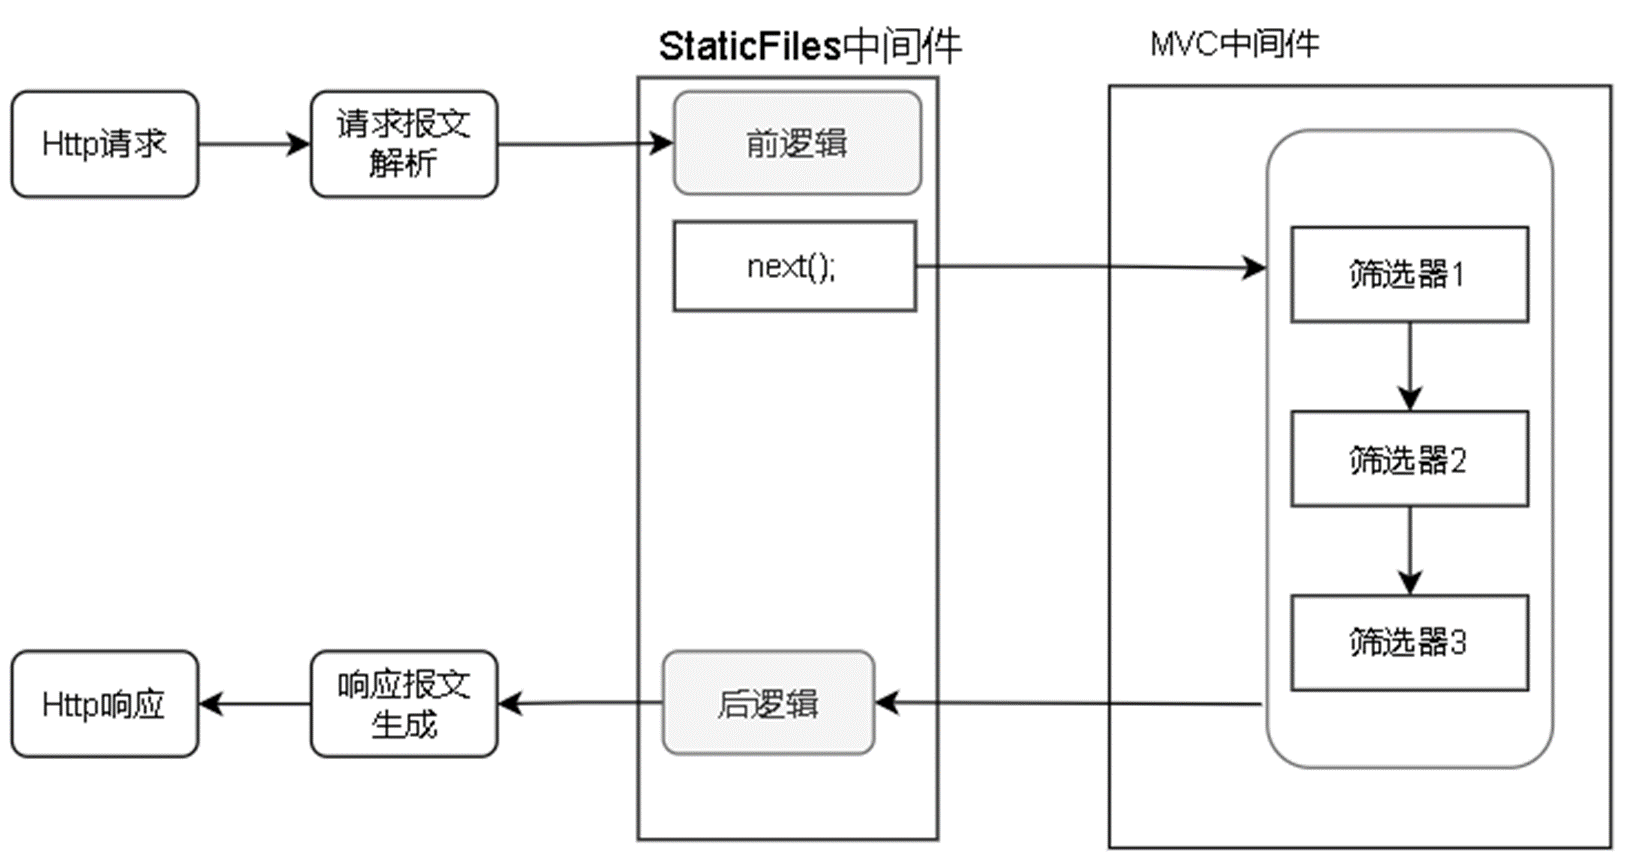 StaticFiles中间件
MVC中间件
Http请求
请求报文
解析
前逻辑
next();
筛选器1
筛选器2
筛选器3
Http响应
响应报文
生成
后逻辑